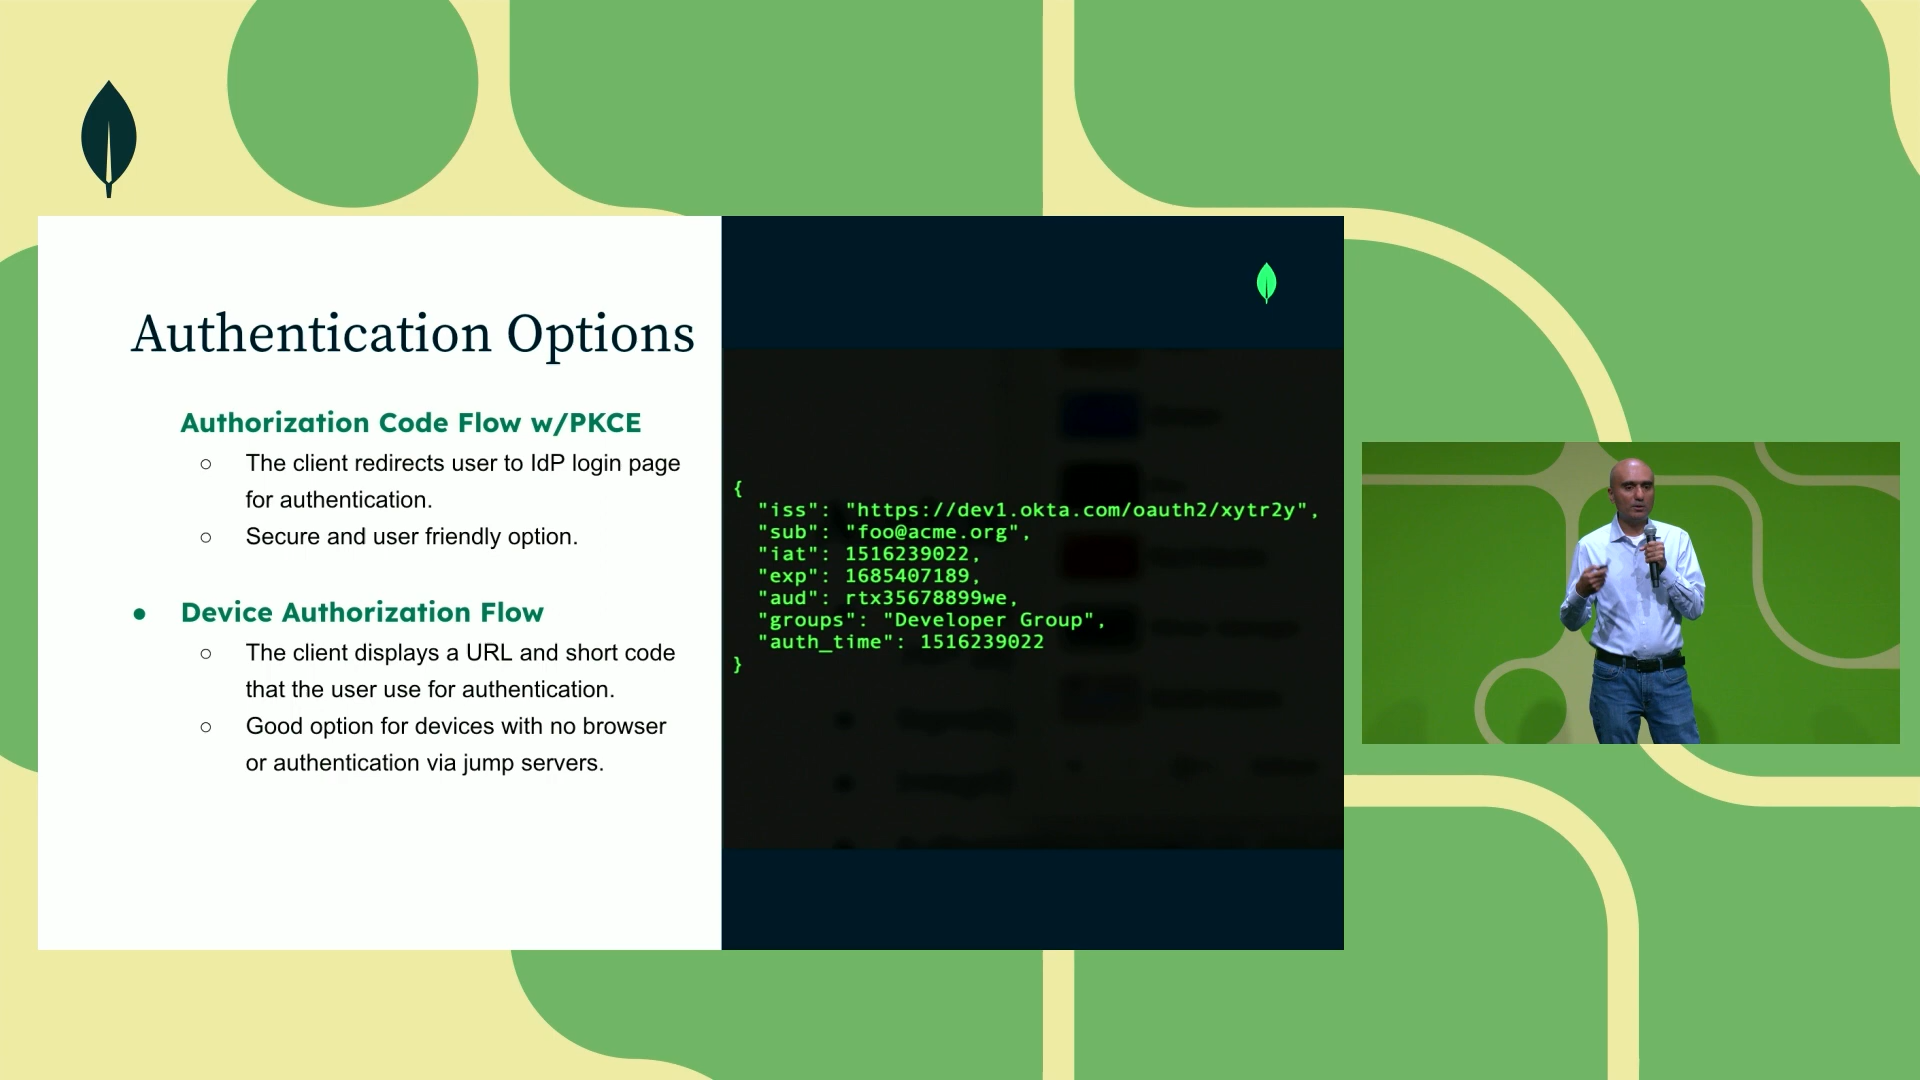 Authentication Options
Authorization Code Flow w/PKCE
○ The client redirects user to IdP login page
for authentication.
○ Secure and user friendly option.
● Device Authorization Flow
○ The client displays a URL and short code
that the user use for authentication.
○ Good option for devices with no browser
or authentication via jump servers.
{
"iss": "https://dev1.okta.com/oauth2/xytr2y",
"sub": "foo@acme.org",
"iat": 1516239022,
"exp": 1685407189,
"aud": rtx35678899we,
"groups": "Developer Group",
"auth_time": 1516239022
}